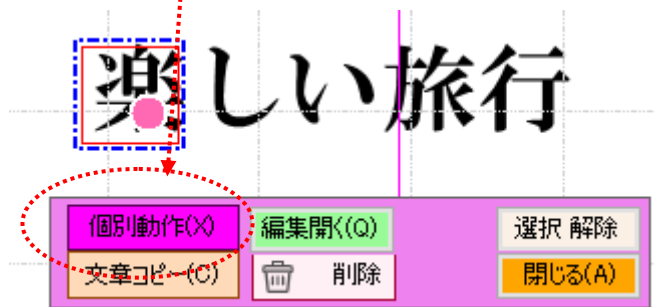 楽しい旅行
個別動作(X) 編集開く(Q) 選択 解除
文章コピー(C) 削除 閉じる(A)